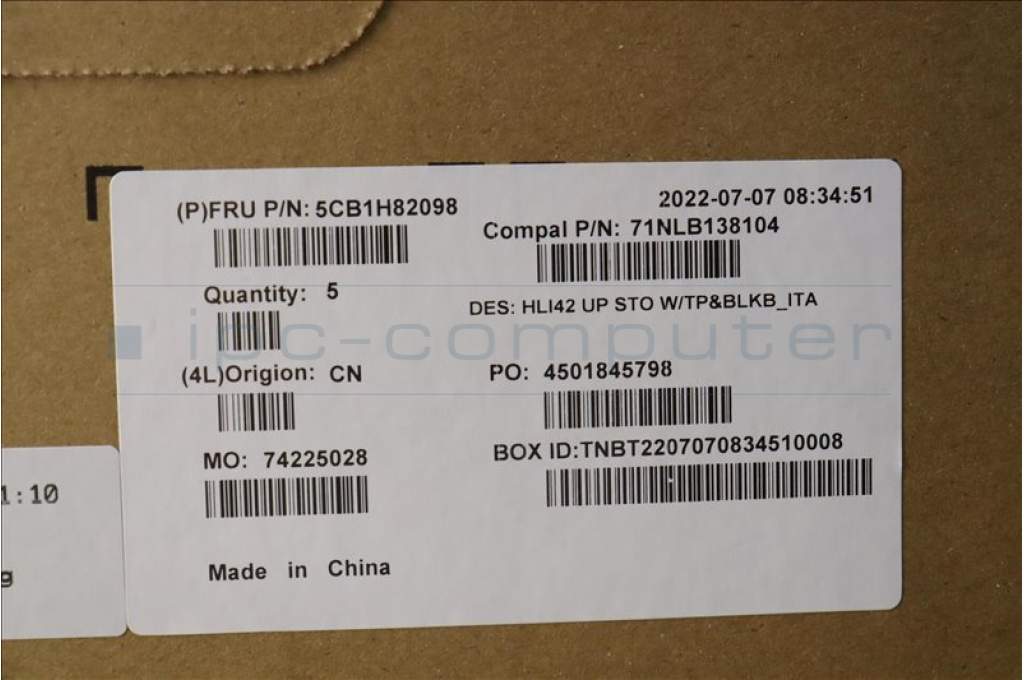 (P)FRU P/N: 5CB1H82098
2022-07-07 08:34:51
Compal P/N: 71NLB138104
Quantity: 5
DES: HLI42 UP STO W/TP&BLKB_ITA
ipc-computer
(4L)Origion: CN
PO: 4501845798
MO: 74225028
BOX ID:TNBT2207070834510008
1:10
g
Made in China